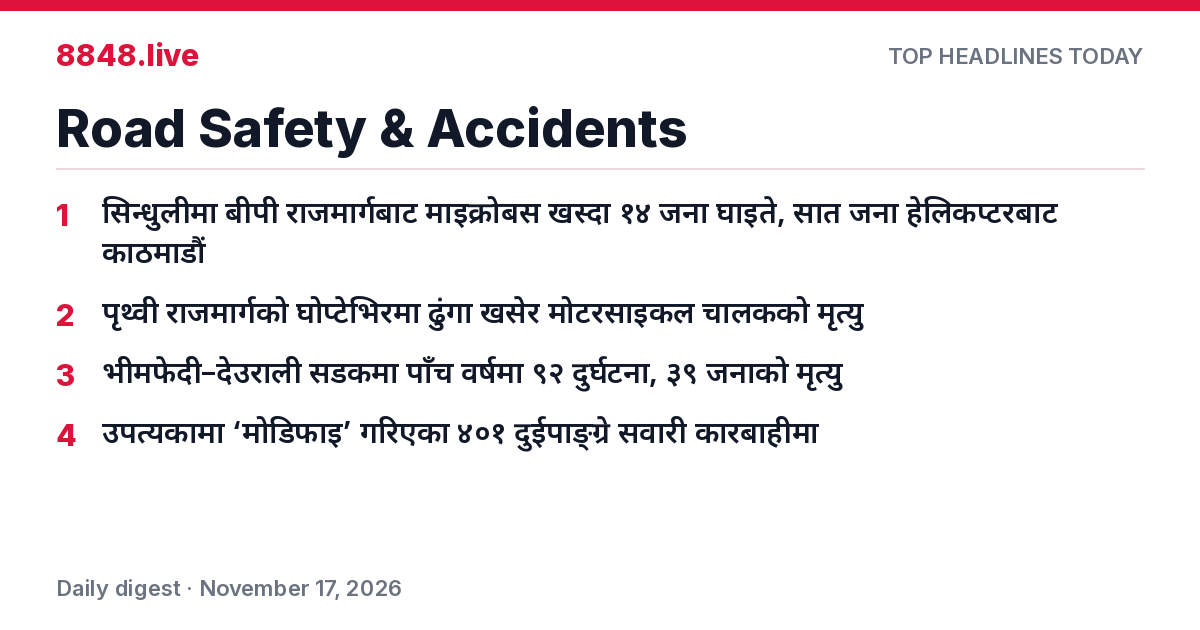 8848.live
TOP HEADLINES TODAY
Road Safety & Accidents
1 सिन्धुलीमा बीपी राजमार्गबाट माइक्रोबस खस्दा १४ जना घाइते, सात जना हेलिकप्टरबाट
काठमाडौं
2 पृथ्वी राजमार्गको घोप्टेभिरमा ढुंगा खसेर मोटरसाइकल चालकको मृत्यु
3 भीमफेदी–देउराली सडकमा पाँच वर्षमा ९२ दुर्घटना, ३९ जनाको मृत्यु
4 उपत्यकामा ‘मोडिफाइ’ गरिएका ४०१ दुईपाङ्ग्रे सवारी कारबाहीमा
Daily digest · November 17, 2026